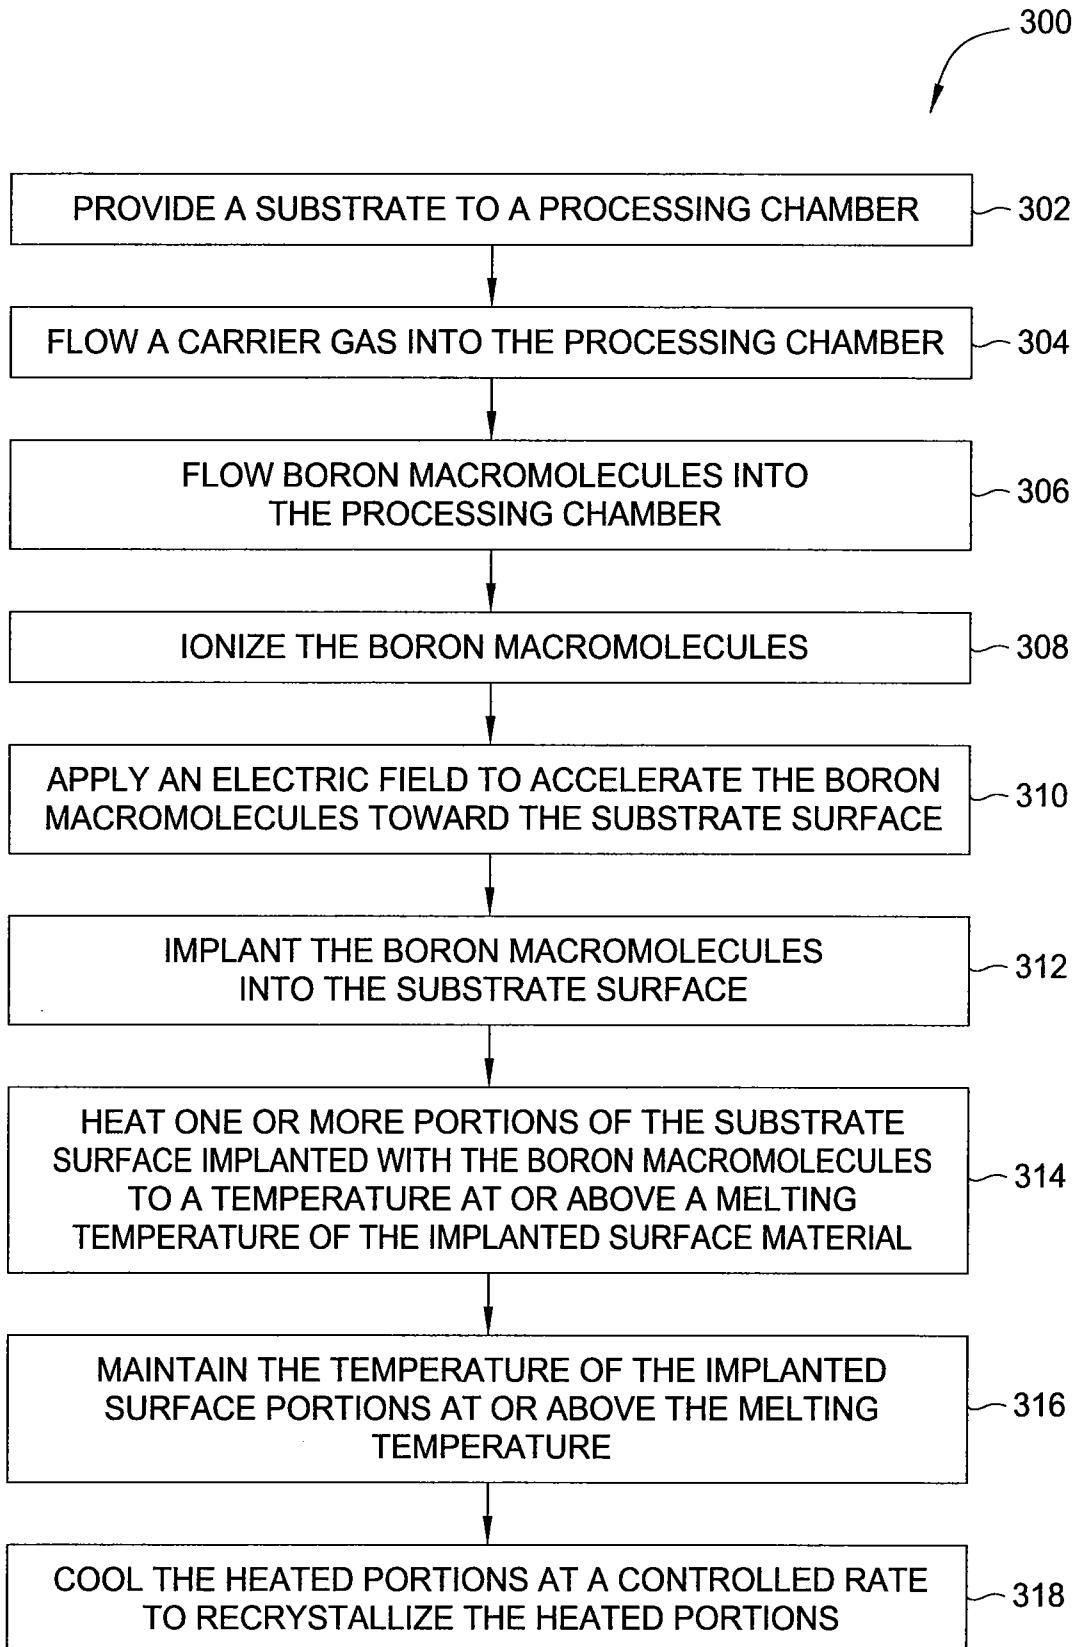 300
PROVIDE A SUBSTRATE TO A PROCESSING CHAMBER
302
FLOW A CARRIER GAS INTO THE PROCESSING CHAMBER
304
FLOW BORON MACROMOLECULES INTO
THE PROCESSING CHAMBER
306
IONIZE THE BORON MACROMOLECULES
308
APPLY AN ELECTRIC FIELD TO ACCELERATE THE BORON
MACROMOLECULES TOWARD THE SUBSTRATE SURFACE
310
IMPLANT THE BORON MACROMOLECULES
INTO THE SUBSTRATE SURFACE
312
HEAT ONE OR MORE PORTIONS OF THE SUBSTRATE
SURFACE IMPLANTED WITH THE BORON MACROMOLECULES
TO A TEMPERATURE AT OR ABOVE A MELTING
TEMPERATURE OF THE IMPLANTED SURFACE MATERIAL
314
MAINTAIN THE TEMPERATURE OF THE IMPLANTED
SURFACE PORTIONS AT OR ABOVE THE MELTING
TEMPERATURE
316
COOL THE HEATED PORTIONS AT A CONTROLLED RATE
TO RECRYSTALLIZE THE HEATED PORTIONS
318